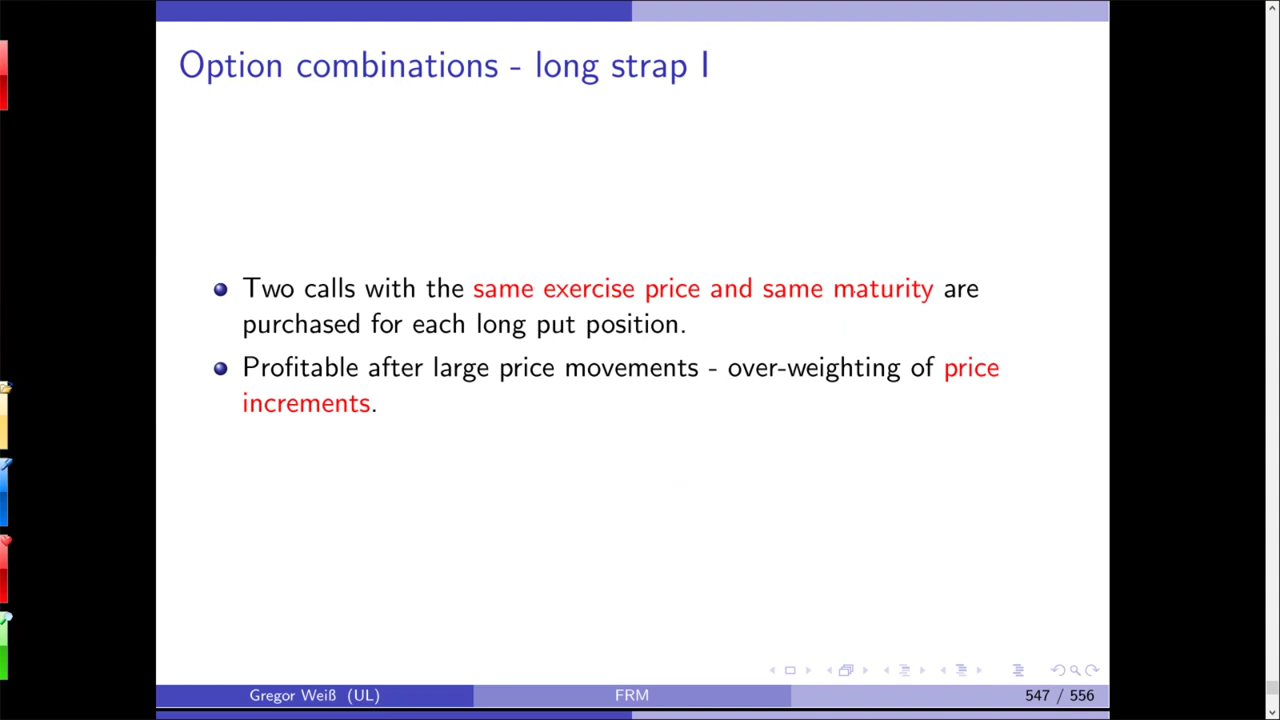 Option combinations - long strap I
Two calls with the same exercise price and same maturity are
purchased for each long put position.
Profitable after large price movements - over-weighting of price
increments.
Gregor Weiß (UL)
FRM
547 / 556